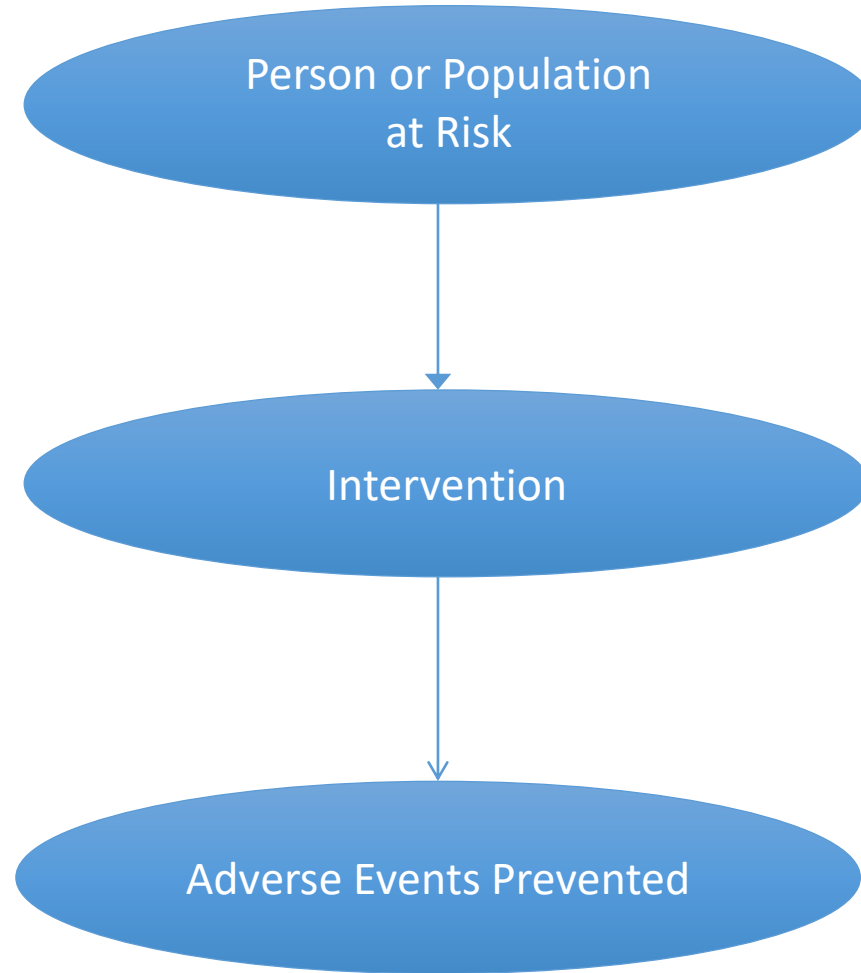 Person or Population
at Risk
Intervention
Adverse Events Prevented